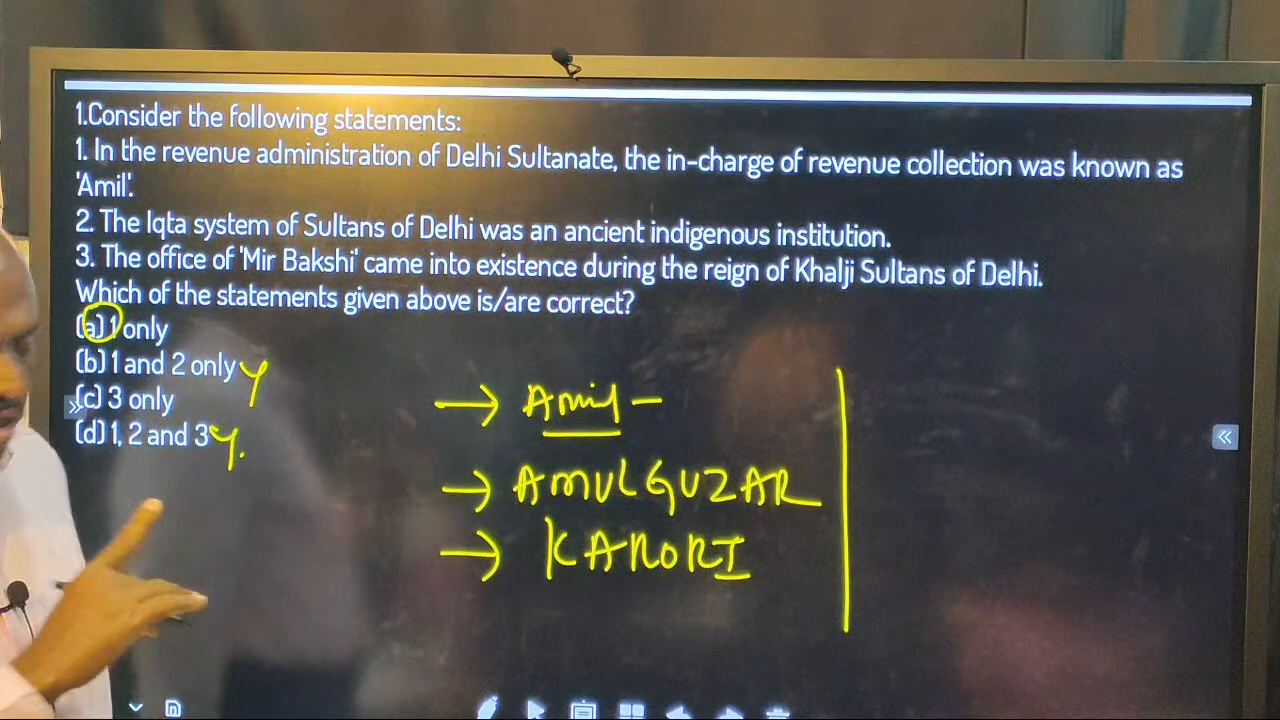 1.Consider the following statements:
1. In the revenue administration of Delhi Sultanate, the in-charge of revenue collection was known as
'Amil'.
2. The Iqta system of Sultans of Delhi was an ancient indigenous institution.
3. The office of 'Mir Bakshi' came into existence during the reign of Khalji Sultans of Delhi.
Which of the statements given above is/are correct?
(a) 1 only
(b) 1 and 2 only
(c) 3 only
(d) 1, 2 and 3
→ Amil –
→ AMULGUZAR
→ KARORI